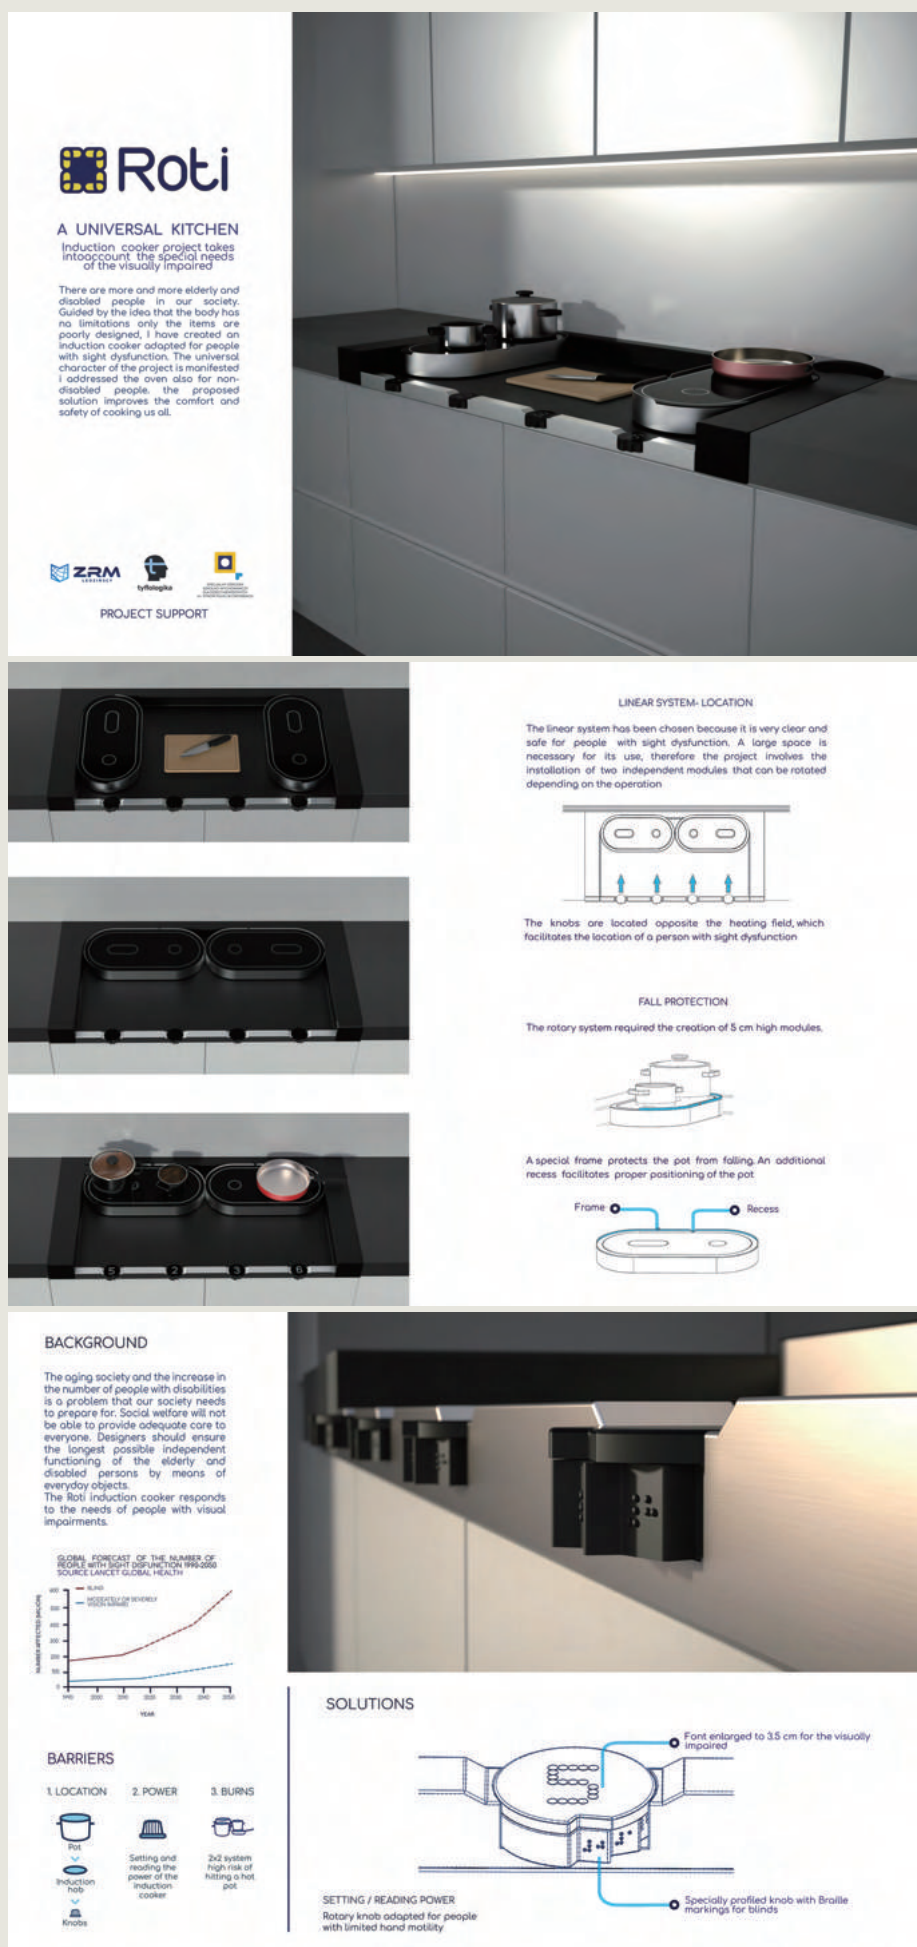 Roti
A UNIVERSAL KITCHEN
Induction cooker project takes
intoaccount the special needs
of the visually impaired
There are more and more elderly and
disabled people in our society.
Guided by the idea that the body has
no limitations only the items are
poorly designed, I have created an
induction cooker adapted for people
with sight dysfunction. The universal
character of the project is manifested
i addressed the oven also for non-
disabled people. the proposed
solution improves the comfort and
safety of cooking us all.
ZRM
tyflologika
PROJECT SUPPORT
LINEAR SYSTEM- LOCATION
The linear system has been chosen because it is very clear and
safe for people with sight dysfunction. A large space is
necessary for its use, therefore the project involves the
installation of two independent modules that can be rotated
depending on the operation
The knobs are located opposite the heating field, which
facilitates the location of a person with sight dysfunction
FALL PROTECTION
The rotary system required the creation of 5 cm high modules.
A special frame protects the pot from falling. An additional
recess facilitates proper positioning of the pot
Frame
Recess
5 2 3 6
BACKGROUND
The aging society and the increase in
the number of people with disabilities
is a problem that our society needs
to prepare for. Social welfare will not
be able to provide adequate care to
everyone. Designers should ensure
the longest possible independent
functioning of the elderly and
disabled persons by means of
everyday objects.
The Roti induction cooker responds
to the needs of people with visual
impairments.
GLOBAL FORECAST OF THE NUMBER OF
PEOPLE WITH SIGHT DISFUNCTION 1990-2050
SOURCE LANCET GLOBAL HEALTH
BLIND
MODERATELY OR SEVERELY
VISION IMPAIRED
NUMBER AFFECTED (MILLION)
YEAR
BARRIERS
1. LOCATION
Pot
Induction
hob
Knobs
2. POWER
Setting and
reading the
power of the
induction
cooker
3. BURNS
2x2 system
high risk of
hitting a hot
pot
SOLUTIONS
Font enlarged to 3.5 cm for the visually
impaired
Specially profiled knob with Braille
markings for blinds
SETTING / READING POWER
Rotary knob adapted for people
with limited hand motility